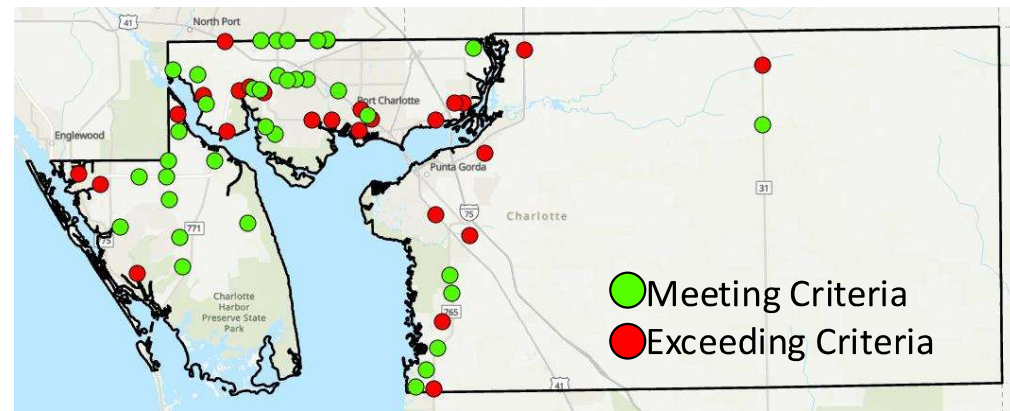 41
North Port
Port Charlotte
Englewood
Punta Gorda
31
75
Charlotte
771
75
Meeting Criteria
Charlotte
Harbor
Preserve State
Park
765
Exceeding Criteria
41